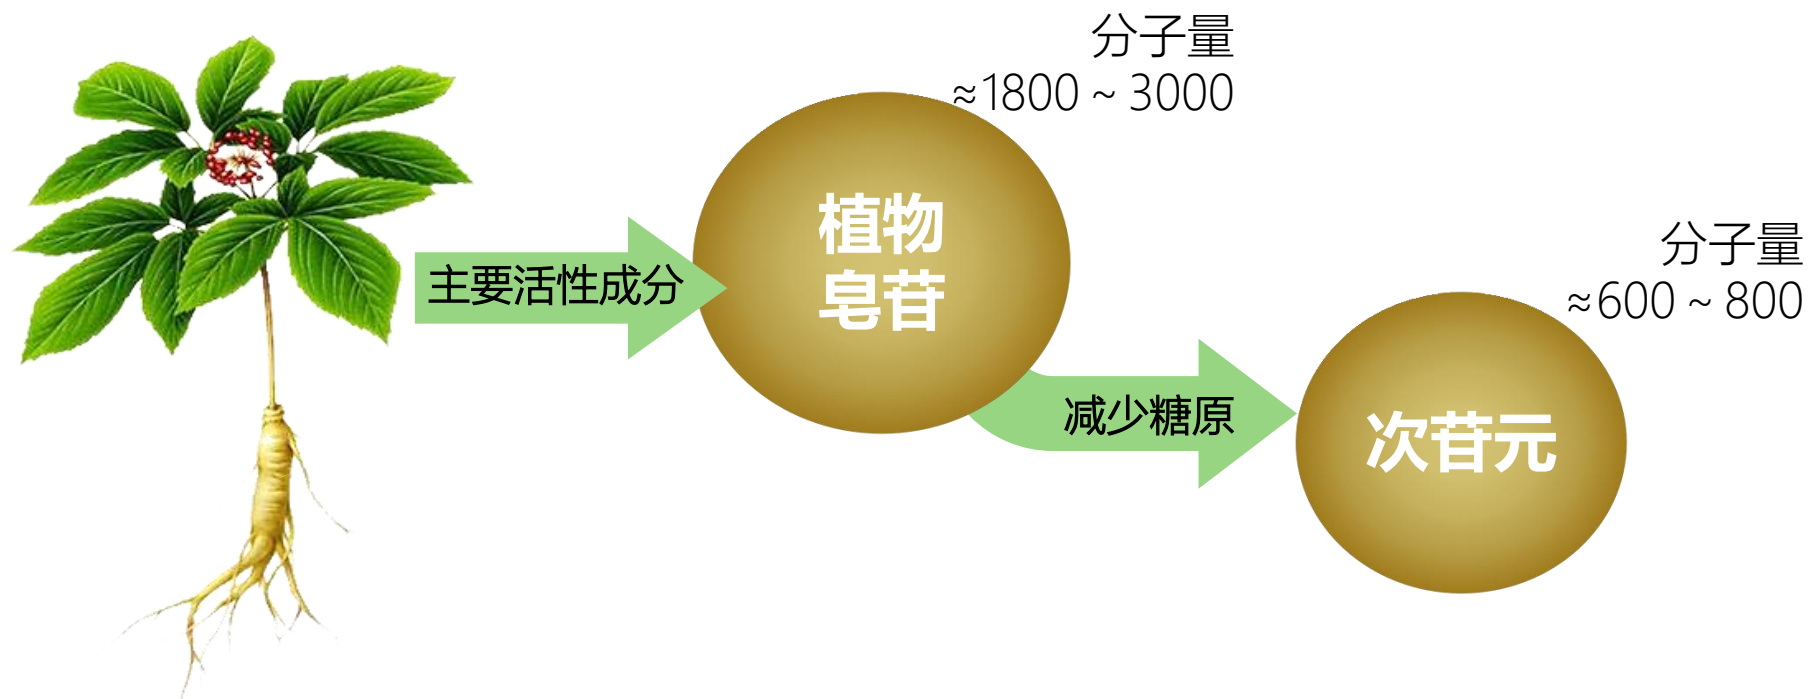 主要活性成分
分子量
≈1800 ~ 3000
植物
皂苷
减少糖原
分子量
≈600 ~ 800
次苷元